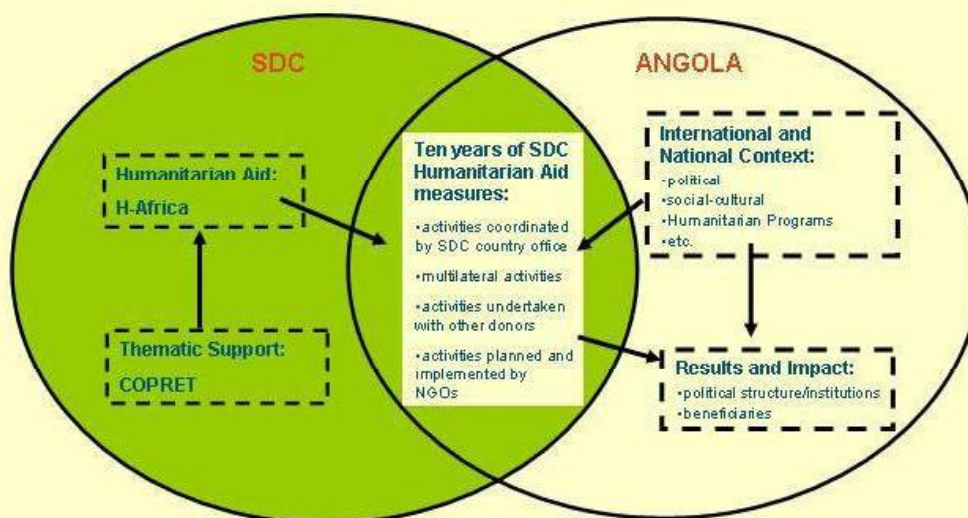 SDC
Humanitarian Aid:
H-Africa
Thematic Support:
COPRET
Ten years of SDC
Humanitarian Aid
measures:
•activities coordinated
by SDC country office
•multilateral activities
•activities undertaken
with other donors
•activities planned and
implemented by
NGOs
ANGOLA
International and
National Context:
•political
•social-cultural
•Humanitarian Programs
•etc.
Results and Impact:
•political structure/institutions
•beneficiaries